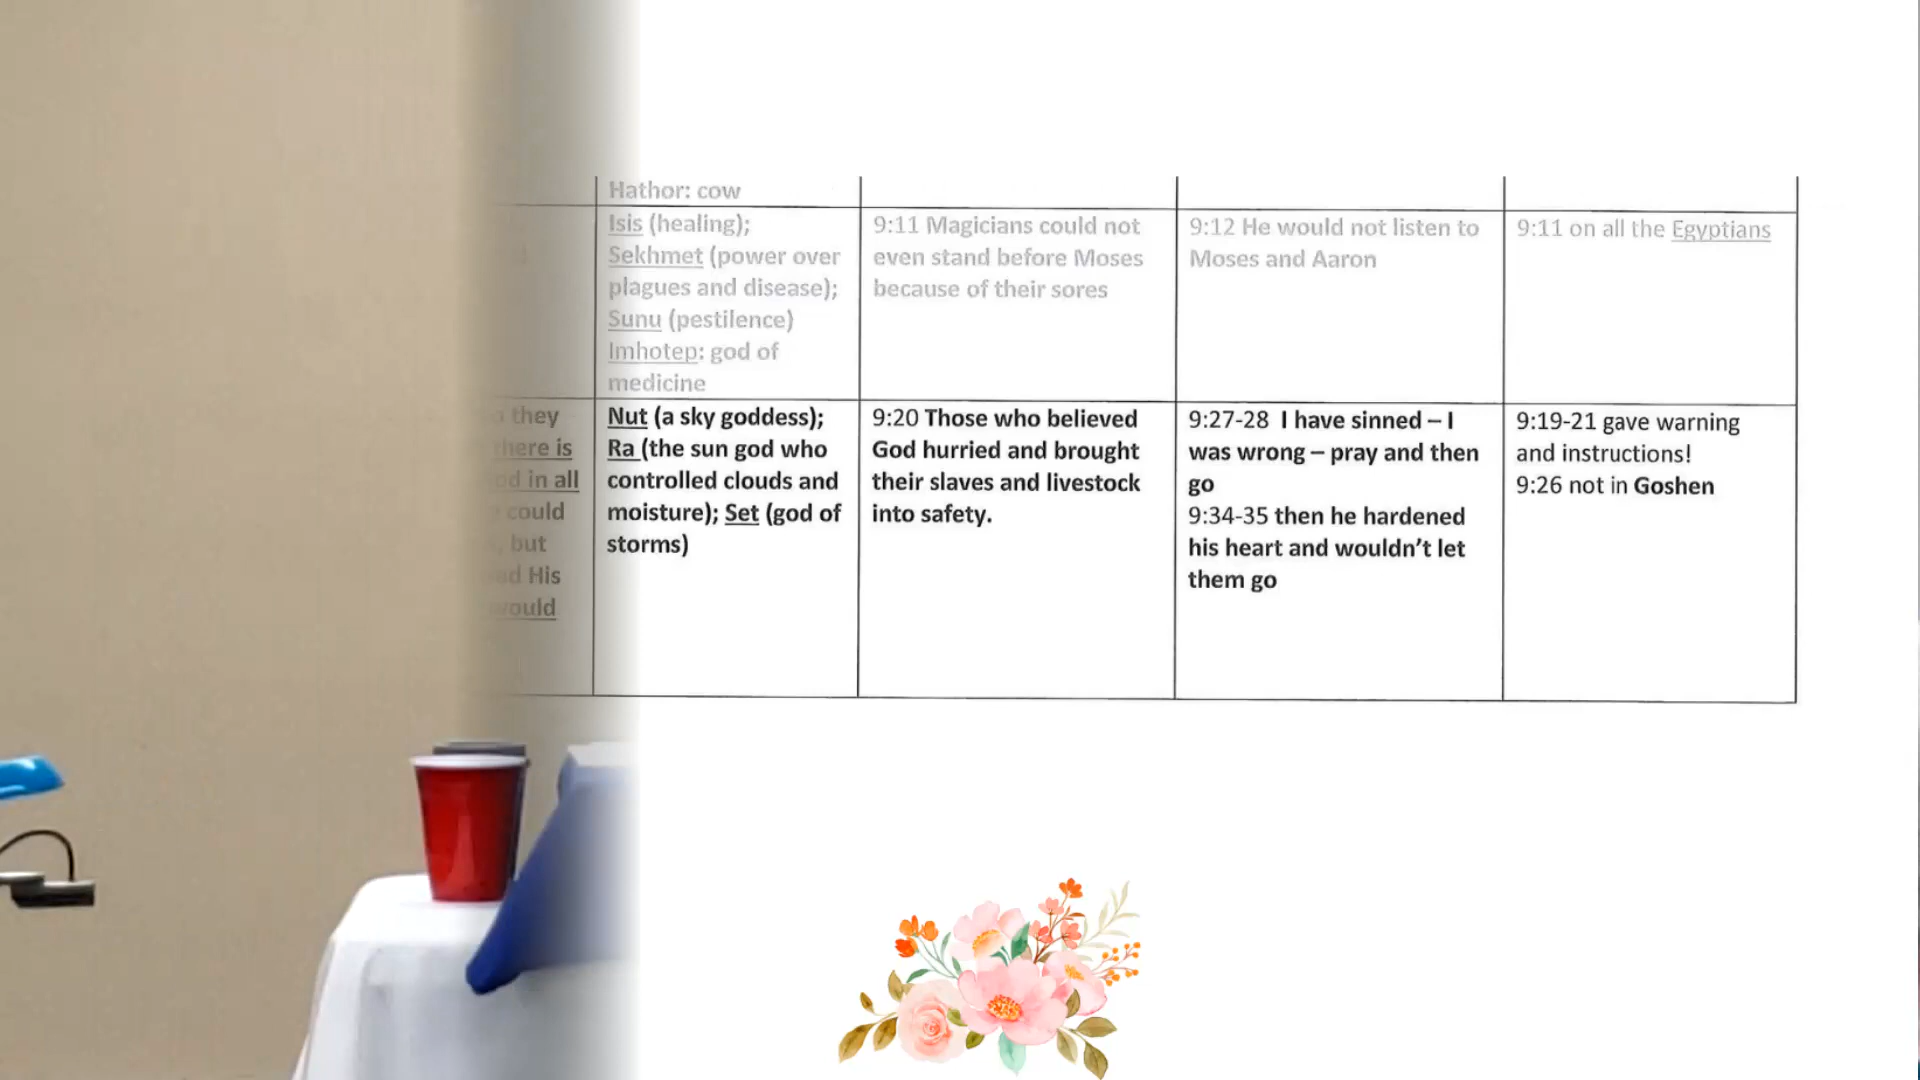 Hathor: cow
Isis (healing);
Sekhmet (power over
plagues and disease);
Sunu (pestilence)
Imhotep: god of
medicine
9:11 Magicians could not
even stand before Moses
because of their sores
9:12 He would not listen to
Moses and Aaron
9:11 on all the Egyptians
they
there is
in all
could
but
His
would
Nut (a sky goddess);
Ra (the sun god who
controlled clouds and
moisture); Set (god of
storms)
9:20 Those who believed
God hurried and brought
their slaves and livestock
into safety.
9:27-28 I have sinned – I
was wrong – pray and then
go
9:34-35 then he hardened
his heart and wouldn’t let
them go
9:19-21 gave warning
and instructions!
9:26 not in Goshen